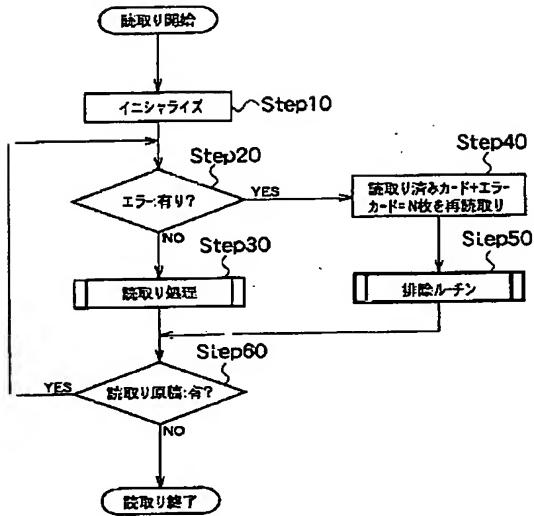 読取り開始
イニシャライズ
Step10
Step20
エラー:有り?
YES
NO
Step40
読取り済みカード+エラー
カード=N枚を再読取り
Step30
読取り処理
Step50
排除ルーチン
Step60
読取り原稿:有?
YES
NO
読取り終了